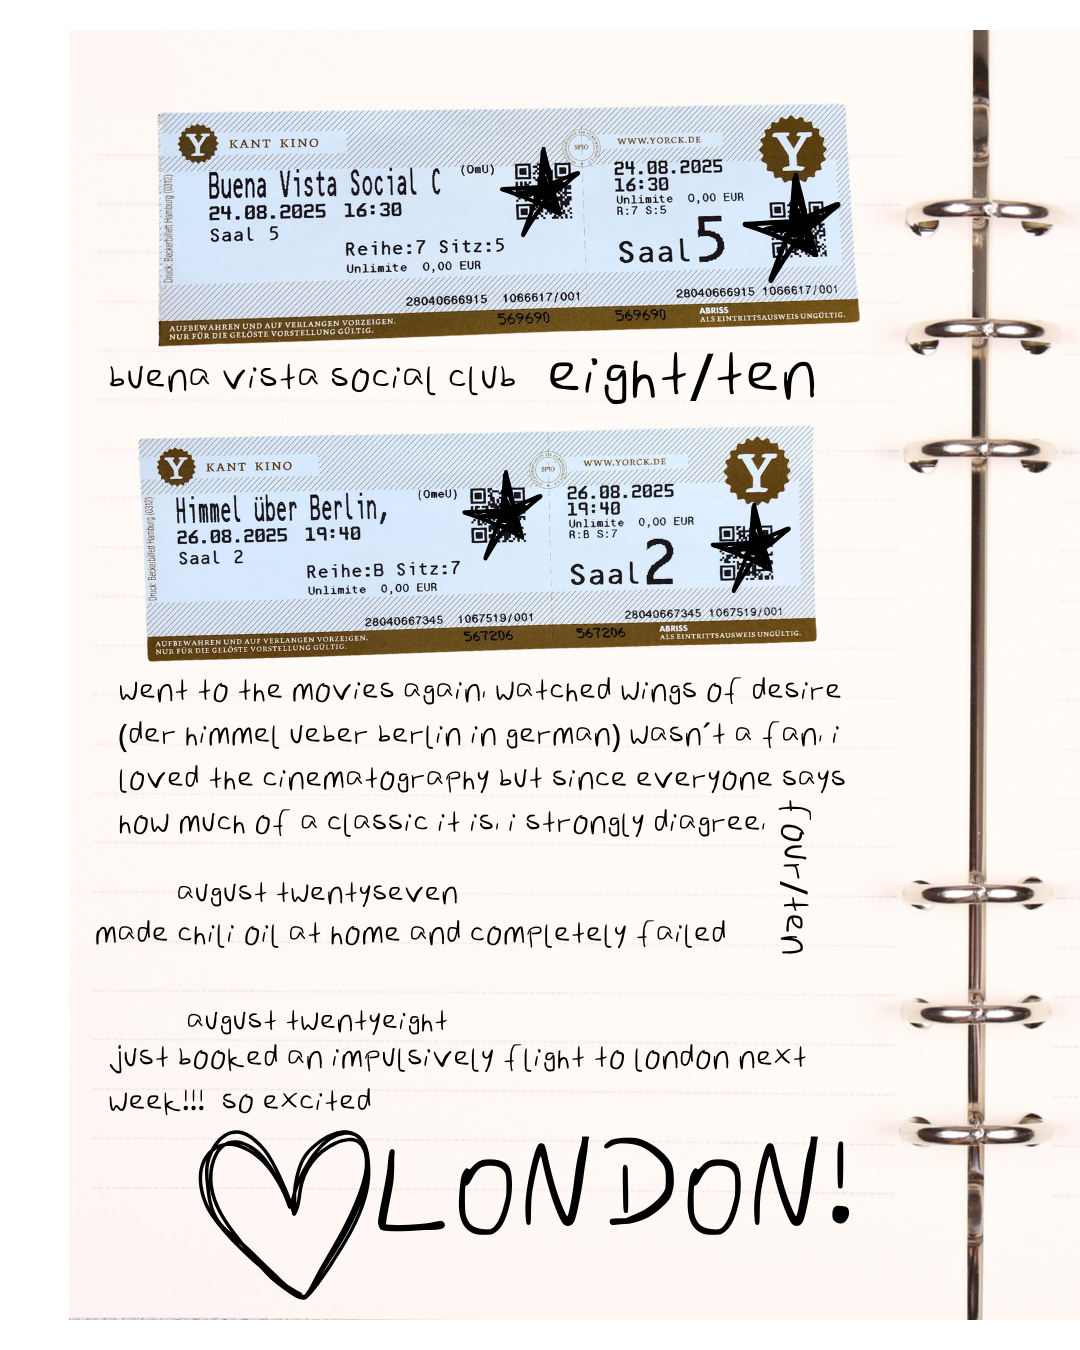 Y KANT KINO
WWW.YORCK.DE
Y
SPIO
(OmU)
Buena Vista Social C
24.08.2025 16:30
Saal 5
Reihe:7 Sitz:5
Unlimite 0,00 EUR
28040666915 1066617/001
24.08.2025
16:30
Unlimite 0,00 EUR
R:7 S:5
Saal 5
28040666915 1066617/001
Druck: Beckerbillett Hamburg (0312)
AUFBEWAHREN UND AUF VERLANGEN VORZEIGEN.
NUR FÜR DIE GELÖSTE VORSTELLUNG GÜLTIG.
569690
569690
ABRISS
ALS EINTRITTSAUSWEIS UNGÜLTIG.
buena vista social club eight/ten
Y KANT KINO
WWW.YORCK.DE
Y
SPIO
(OmeU)
Himmel über Berlin,
26.08.2025 19:40
Saal 2
Reihe:B Sitz:7
Unlimite 0,00 EUR
28040667345 1067519/001
26.08.2025
19:40
Unlimite 0,00 EUR
R:B S:7
Saal 2
28040667345 1067519/001
Druck: Beckerbillett Hamburg (0312)
AUFBEWAHREN UND AUF VERLANGEN VORZEIGEN.
NUR FÜR DIE GELÖSTE VORSTELLUNG GÜLTIG.
567206
567206
ABRISS
ALS EINTRITTSAUSWEIS UNGÜLTIG.
went to the movies again, watched wings of desire
(der himmel ueber berlin in german) wasn't a fan, i
loved the cinematography but since everyone says
how much of a classic it is, i strongly diagree,
four/ten
august twentyseven
made chili oil at home and completely failed
august twentyeight
just booked an impulsively flight to london next
week!!! so excited
LONDON!